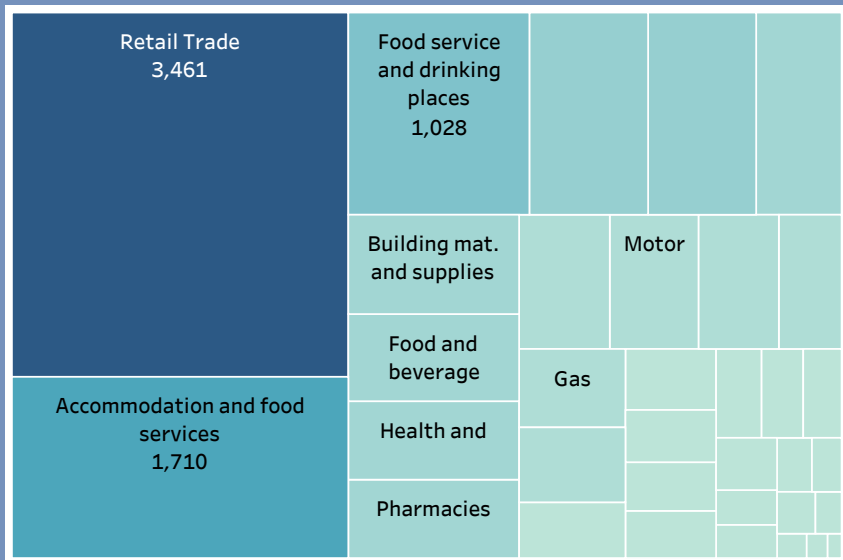 Retail Trade
3,461
Food service
and drinking
places
1,028
Building mat.
and supplies
Motor
Food and
beverage
Gas
Accommodation and food
services
1,710
Health and
Pharmacies